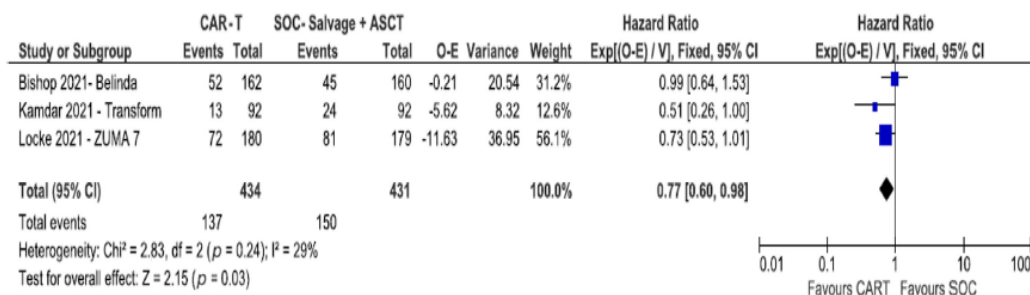 CAR-T SOC- Salvage + ASCT Hazard Ratio Hazard Ratio
Study or Subgroup Events Total Events Total O-E Variance Weight Exp[(O-E) / V], Fixed, 95% CI Exp[(O-E) / V], Fixed, 95% CI
Bishop 2021- Belinda 52 162 45 160 -0.21 20.54 31.2% 0.99 [0.64, 1.53]
Kamdar 2021 - Transform 13 92 24 92 -5.62 8.32 12.6% 0.51 [0.26, 1.00]
Locke 2021 - ZUMA 7 72 180 81 179 -11.63 36.95 56.1% 0.73 [0.53, 1.01]
Total (95% CI) 434 431 100.0% 0.77 [0.60, 0.98]
Total events 137 150
Heterogeneity: Chi² = 2.83, df = 2 (p = 0.24); I² = 29%
Test for overall effect: Z = 2.15 (p = 0.03)
0.01 0.1 1 10 100
Favours CART Favours SOC